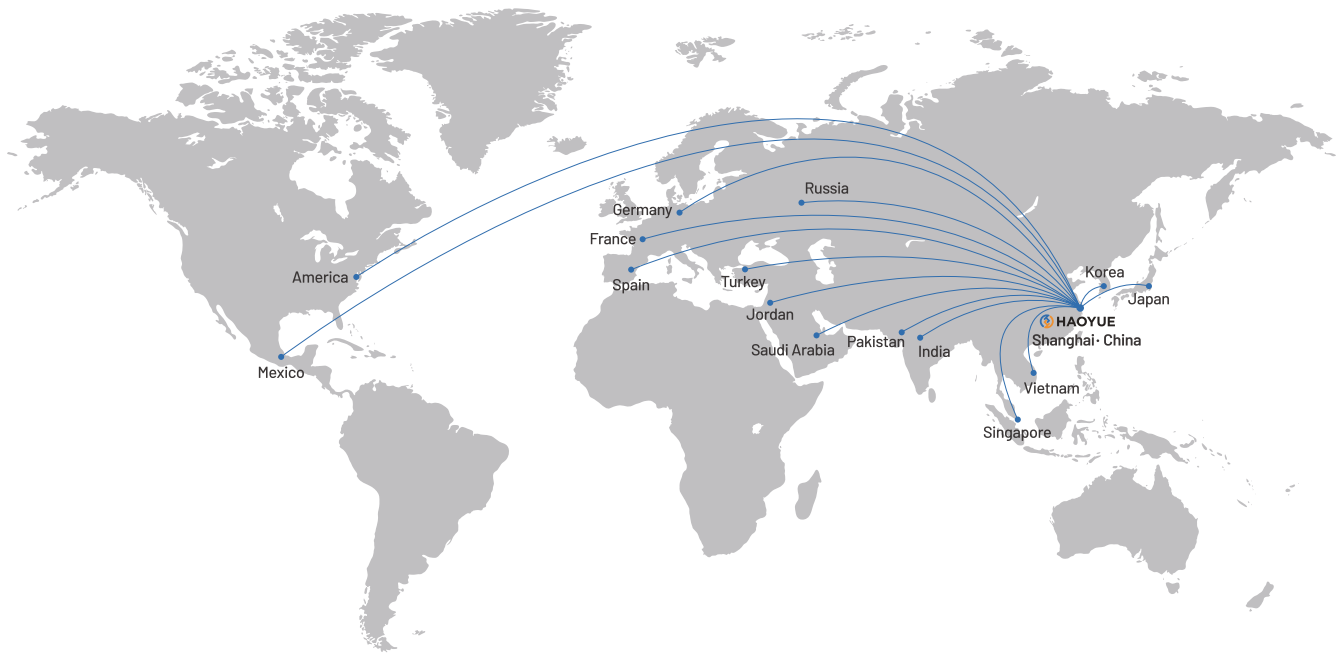 Russia
Germany
France
America
Spain
Turkey
Korea
Japan
Jordan
HAOYUE
Shanghai · China
Saudi Arabia
Pakistan
India
Mexico
Vietnam
Singapore